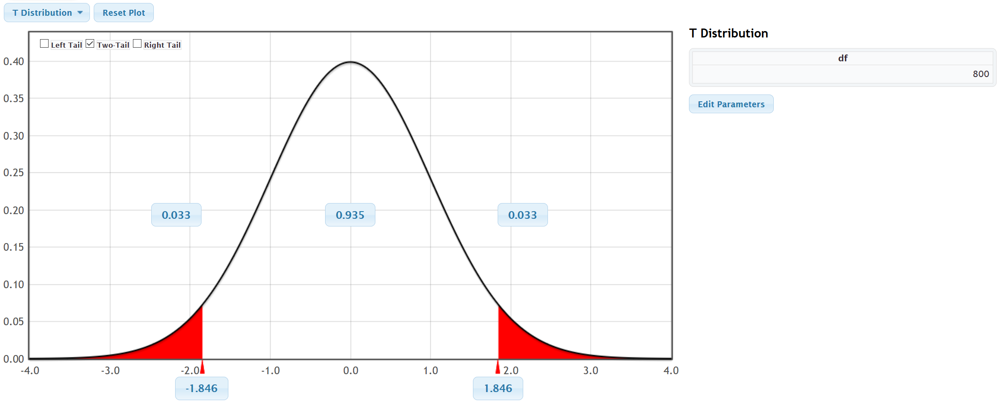 T Distribution
Reset Plot
T Distribution
df
800
Edit Parameters
Left Tail Two-Tail Right Tail
0.40
0.35
0.30
0.25
0.20
0.15
0.10
0.05
0.00
0.033 0.935 0.033
-4.0 -3.0 -2.0 -1.0 0.0 1.0 2.0 3.0 4.0
-1.846 1.846